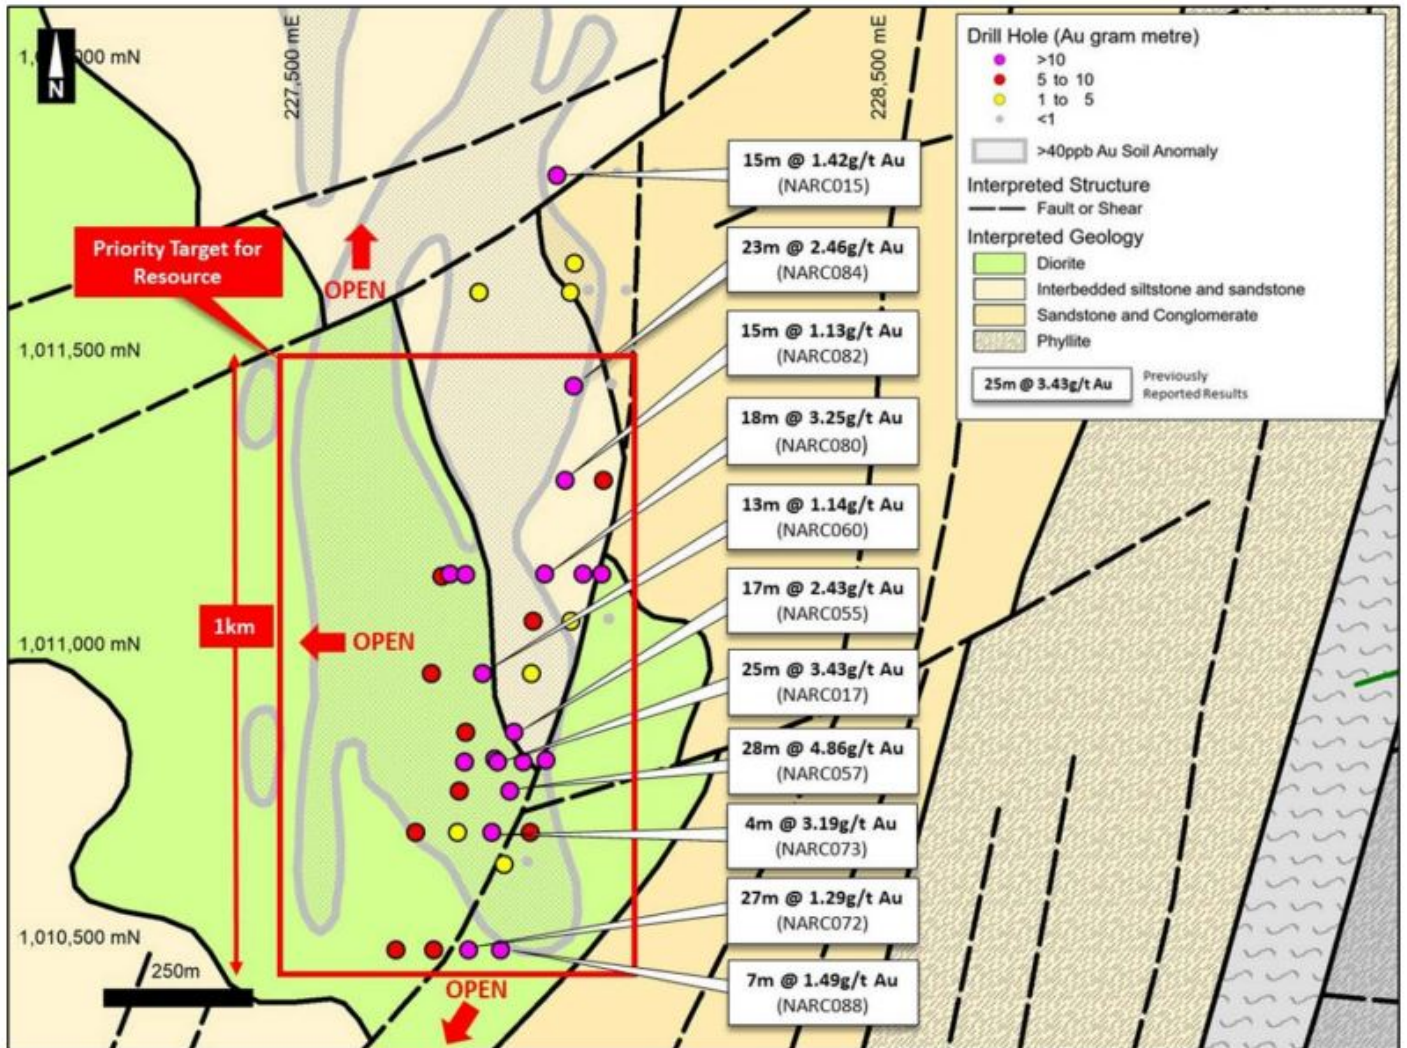 1,0 000 mN
N
227,500 mE
228,500 mE
Drill Hole (Au gram metre)
>10
5 to 10
1 to 5
<1
>40ppb Au Soil Anomaly
Interpreted Structure
Fault or Shear
Interpreted Geology
Diorite
Interbedded siltstone and sandstone
Sandstone and Conglomerate
Phyllite
25m @ 3.43g/t Au
Previously
Reported Results
15m @ 1.42g/t Au
(NARC015)
Priority Target for
Resource
OPEN
23m @ 2.46g/t Au
(NARC084)
15m @ 1.13g/t Au
(NARC082)
1,011,500 mN
18m @ 3.25g/t Au
(NARC080)
13m @ 1.14g/t Au
(NARC060)
17m @ 2.43g/t Au
(NARC055)
1km
OPEN
1,011,000 mN
25m @ 3.43g/t Au
(NARC017)
28m @ 4.86g/t Au
(NARC057)
4m @ 3.19g/t Au
(NARC073)
27m @ 1.29g/t Au
(NARC072)
1,010,500 mN
250m
OPEN
7m @ 1.49g/t Au
(NARC088)